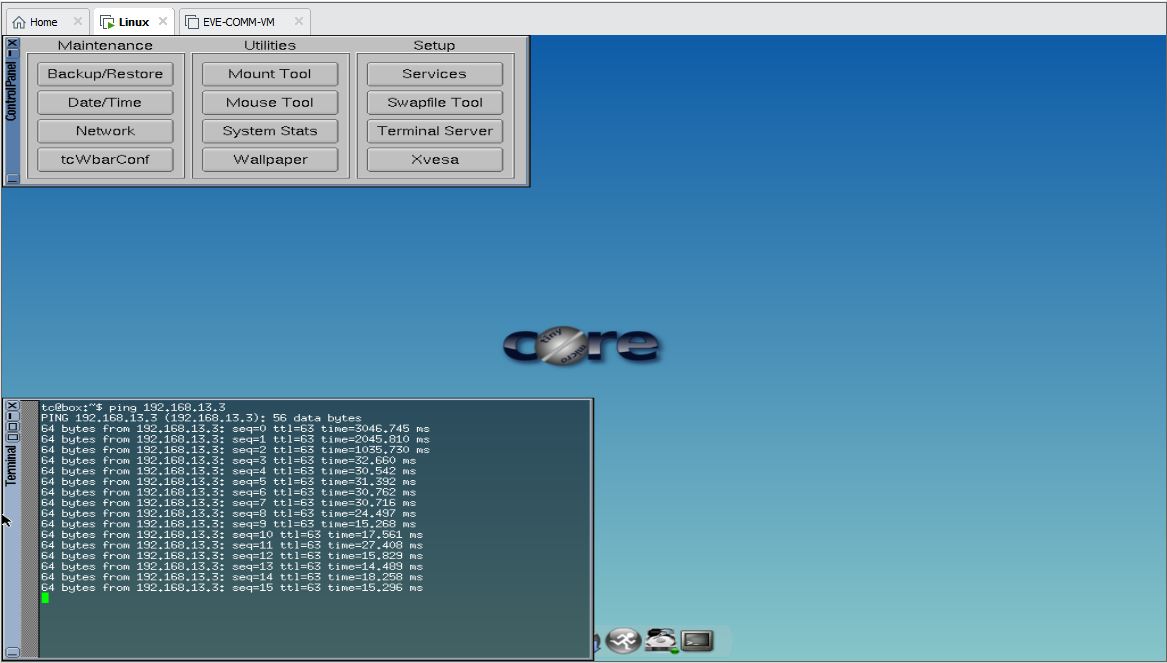 Home
Linux
EVE-COMM-VM
ControlPanel
Maintenance Utilities Setup
Backup/Restore Mount Tool Services
Date/Time Mouse Tool Swapfile Tool
Network System Stats Terminal Server
tcWbarConf Wallpaper Xvesa
core
tiny
micro
Terminal
tc@box:~$ ping 192.168.13.3
PING 192.168.13.3 (192.168.13.3): 56 data bytes
64 bytes from 192.168.13.3: seq=0 ttl=63 time=3046.745 ms
64 bytes from 192.168.13.3: seq=1 ttl=63 time=2045.810 ms
64 bytes from 192.168.13.3: seq=2 ttl=63 time=1035.730 ms
64 bytes from 192.168.13.3: seq=3 ttl=63 time=32.660 ms
64 bytes from 192.168.13.3: seq=4 ttl=63 time=30.542 ms
64 bytes from 192.168.13.3: seq=5 ttl=63 time=31.392 ms
64 bytes from 192.168.13.3: seq=6 ttl=63 time=30.762 ms
64 bytes from 192.168.13.3: seq=7 ttl=63 time=30.716 ms
64 bytes from 192.168.13.3: seq=8 ttl=63 time=24.497 ms
64 bytes from 192.168.13.3: seq=9 ttl=63 time=15.268 ms
64 bytes from 192.168.13.3: seq=10 ttl=63 time=17.561 ms
64 bytes from 192.168.13.3: seq=11 ttl=63 time=27.408 ms
64 bytes from 192.168.13.3: seq=12 ttl=63 time=15.829 ms
64 bytes from 192.168.13.3: seq=13 ttl=63 time=14.489 ms
64 bytes from 192.168.13.3: seq=14 ttl=63 time=18.258 ms
64 bytes from 192.168.13.3: seq=15 ttl=63 time=15.296 ms